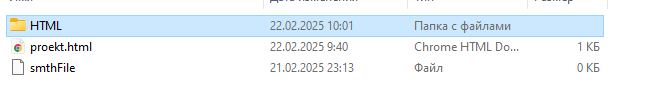 HTML 22.02.2025 10:01 Папка с файлами
proekt.html 22.02.2025 9:40 Chrome HTML Do... 1 КБ
smthFile 21.02.2025 23:13 Файл 0 КБ